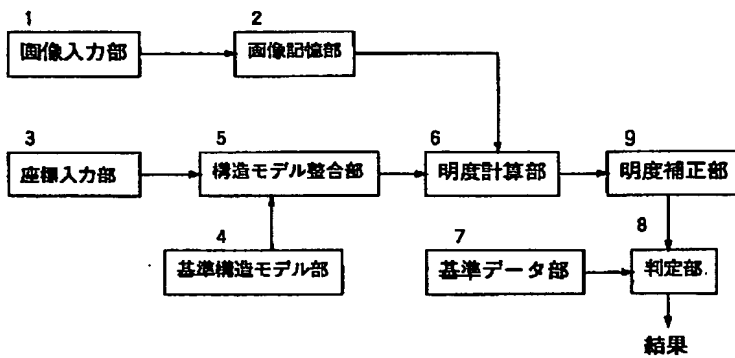 1
画像入力部
2
画像記憶部
3
座標入力部
5
構造モデル整合部
6
明度計算部
9
明度補正部
4
基準構造モデル部
7
基準データ部
8
判定部
結果